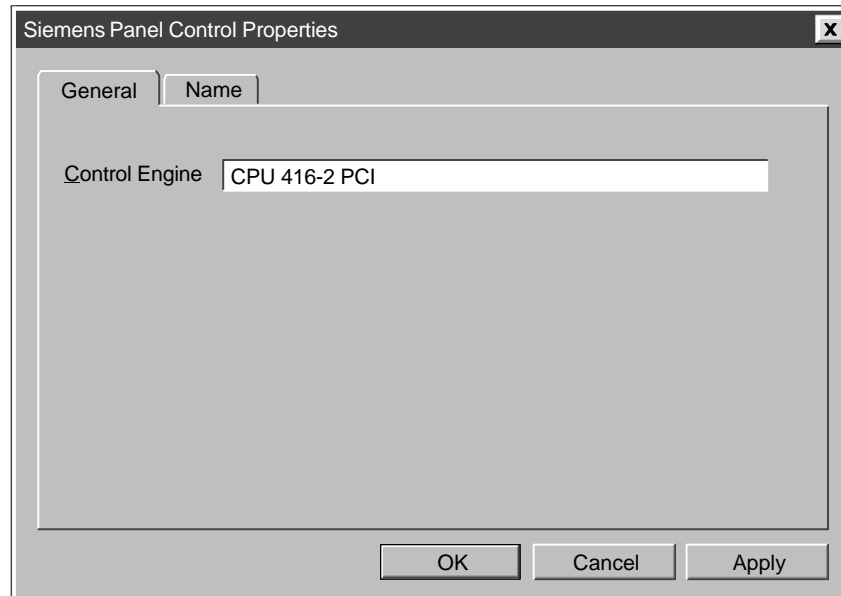 Siemens Panel Control Properties
X
General Name
Control Engine CPU 416-2 PCI
OK Cancel Apply